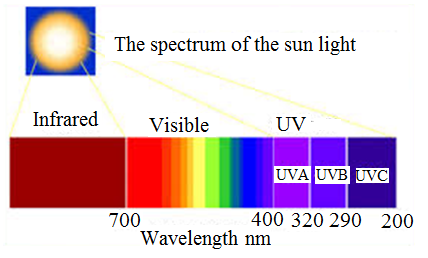 The spectrum of the sun light
Infrared Visible UV
UVA UVB UVC
700 400 320 290 200
Wavelength nm